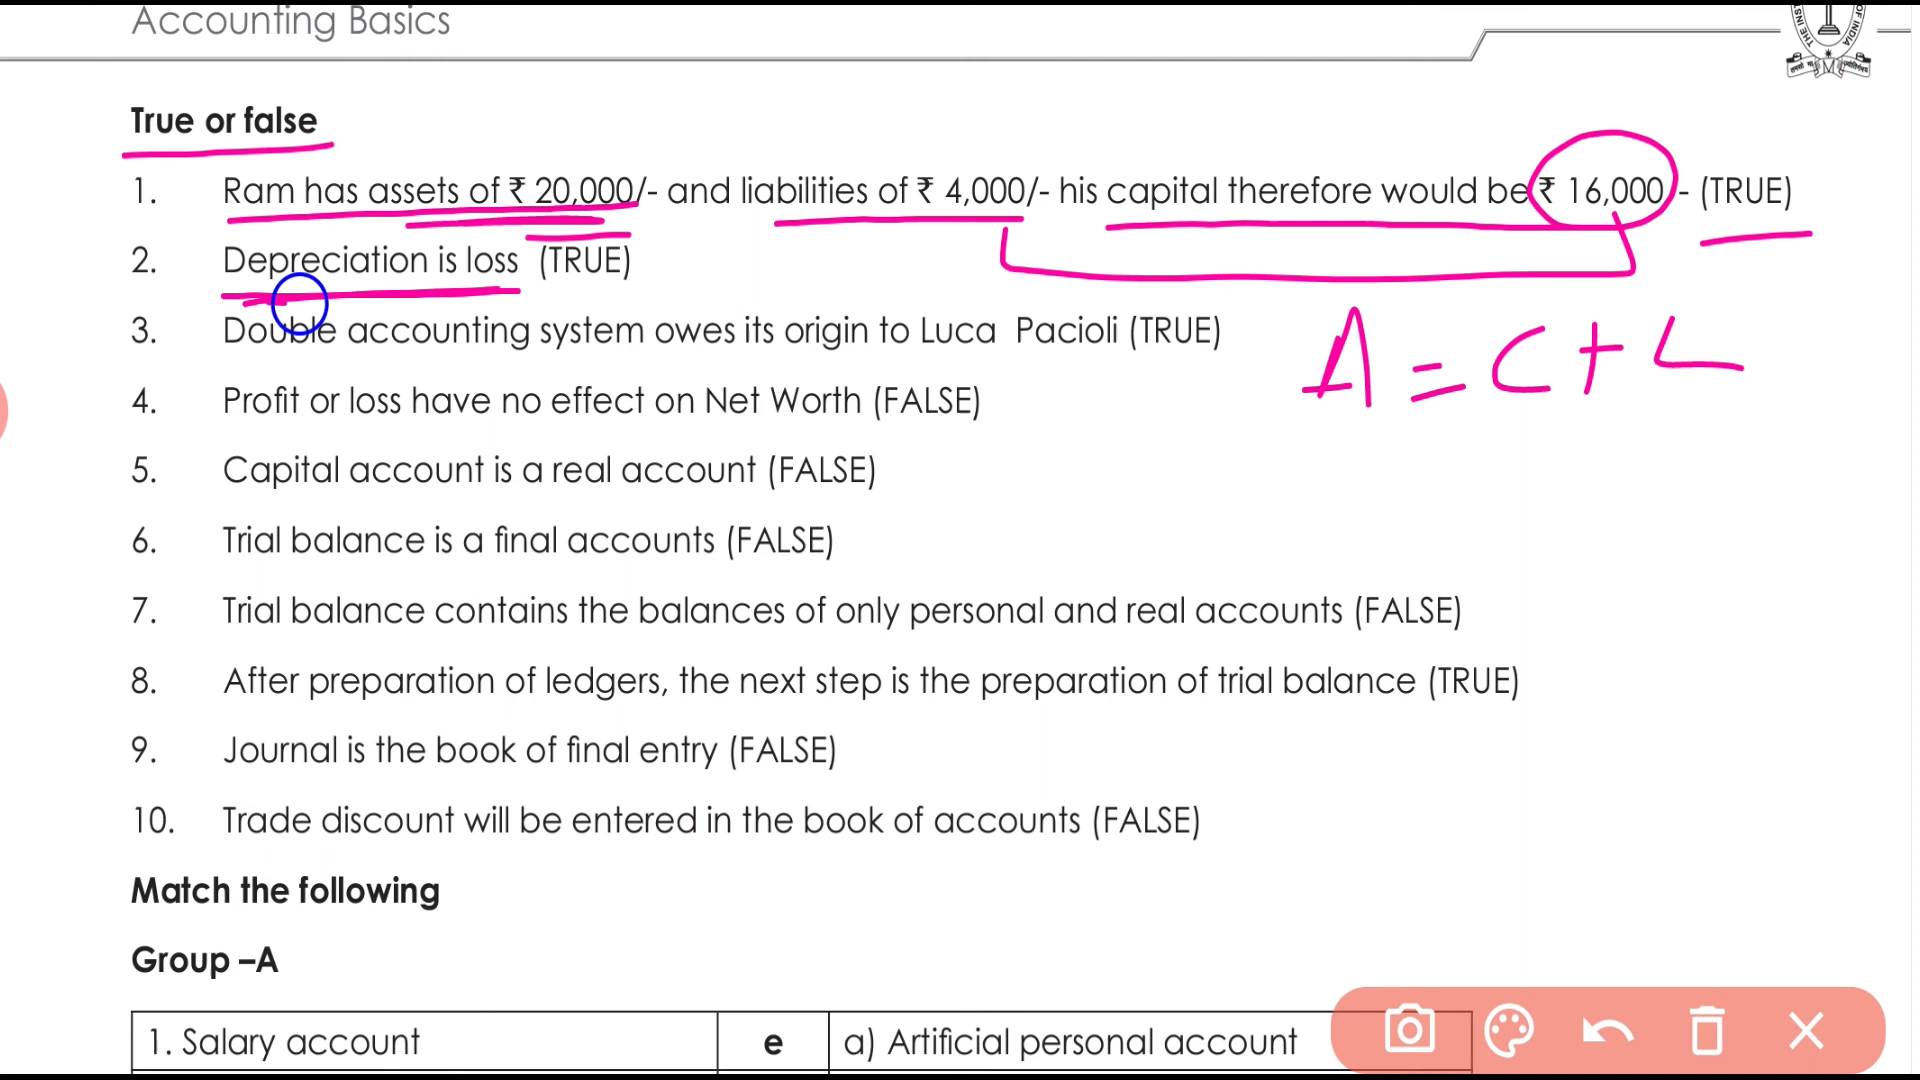 Accounting Basics
THE INS OF INDIA
True or false
1. Ram has assets of ₹ 20,000/- and liabilities of ₹ 4,000/- his capital therefore would be ₹ 16,000 - (TRUE)
2. Depreciation is loss (TRUE)
3. Double accounting system owes its origin to Luca Pacioli (TRUE)
A = C + L
4. Profit or loss have no effect on Net Worth (FALSE)
5. Capital account is a real account (FALSE)
6. Trial balance is a final accounts (FALSE)
7. Trial balance contains the balances of only personal and real accounts (FALSE)
8. After preparation of ledgers, the next step is the preparation of trial balance (TRUE)
9. Journal is the book of final entry (FALSE)
10. Trade discount will be entered in the book of accounts (FALSE)
Match the following
Group –A
1. Salary account e a) Artificial personal account